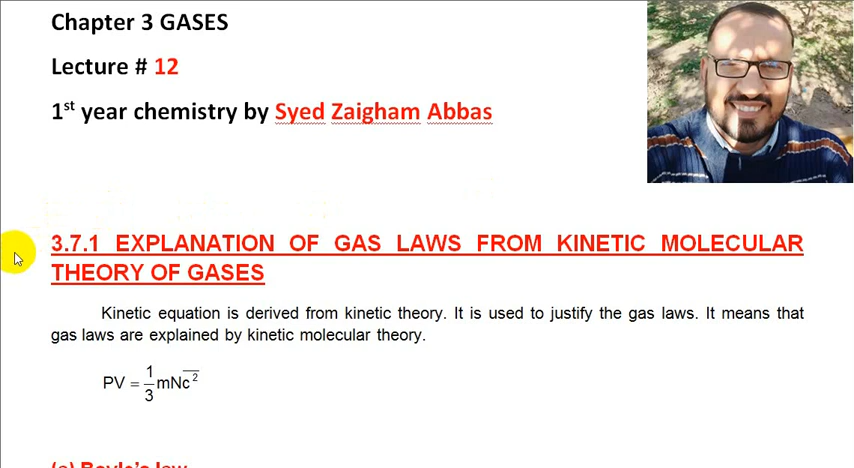 Chapter 3 GASES
Lecture # 12
1st year chemistry by Syed Zaigham Abbas
3.7.1 EXPLANATION OF GAS LAWS FROM KINETIC MOLECULAR
THEORY OF GASES
Kinetic equation is derived from kinetic theory. It is used to justify the gas laws. It means that
gas laws are explained by kinetic molecular theory.
PV = 1/3 mNc̅²
(a) Boyle's law